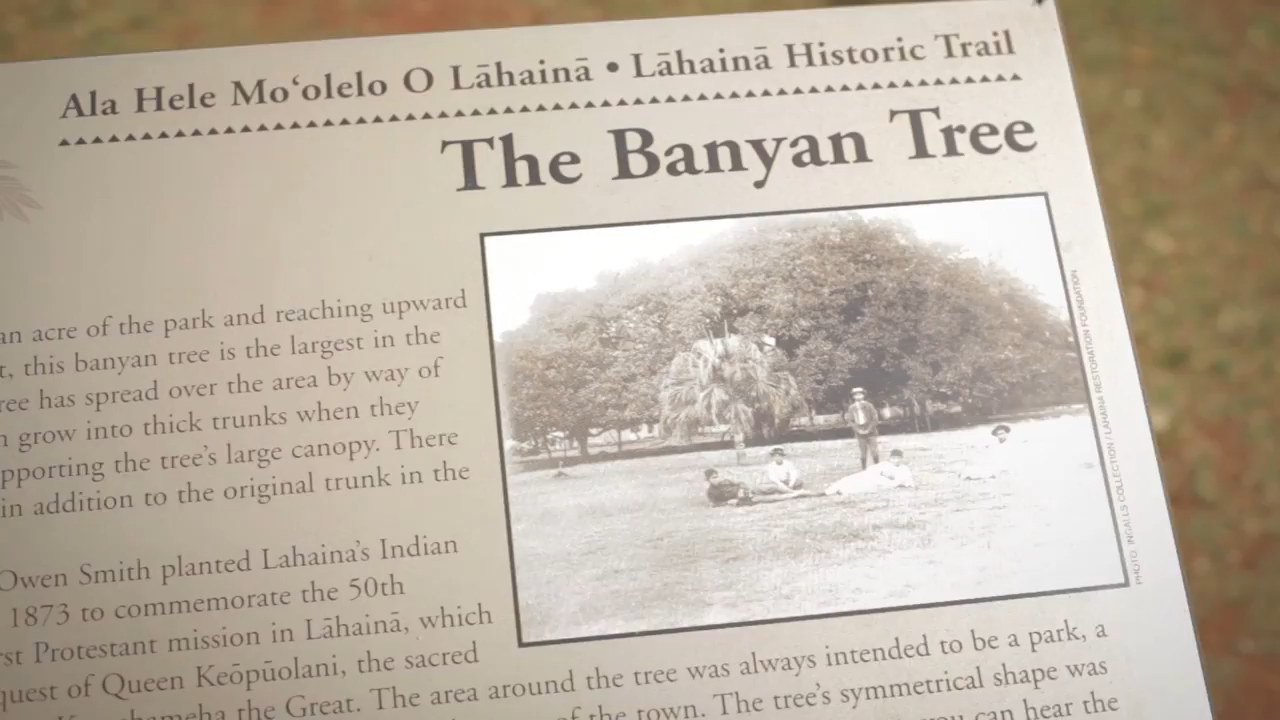 Ala Hele Moʻolelo O Lāhainā • Lāhainā Historic Trail
The Banyan Tree
an acre of the park and reaching upward
this banyan tree is the largest in the
has spread over the area by way of
grow into thick trunks when they
the tree's large canopy. There
in addition to the original trunk in the
Owen Smith planted Lahaina's Indian
1873 to commemorate the 50th
Protestant mission in Lāhainā, which
of Queen Keōpūolani, the sacred
the Great. The area around the tree was always intended to be a park, a
of the town. The tree's symmetrical shape was
you can hear the
PHOTO: INGALLS COLLECTION / LAHAINA RESTORATION FOUNDATION